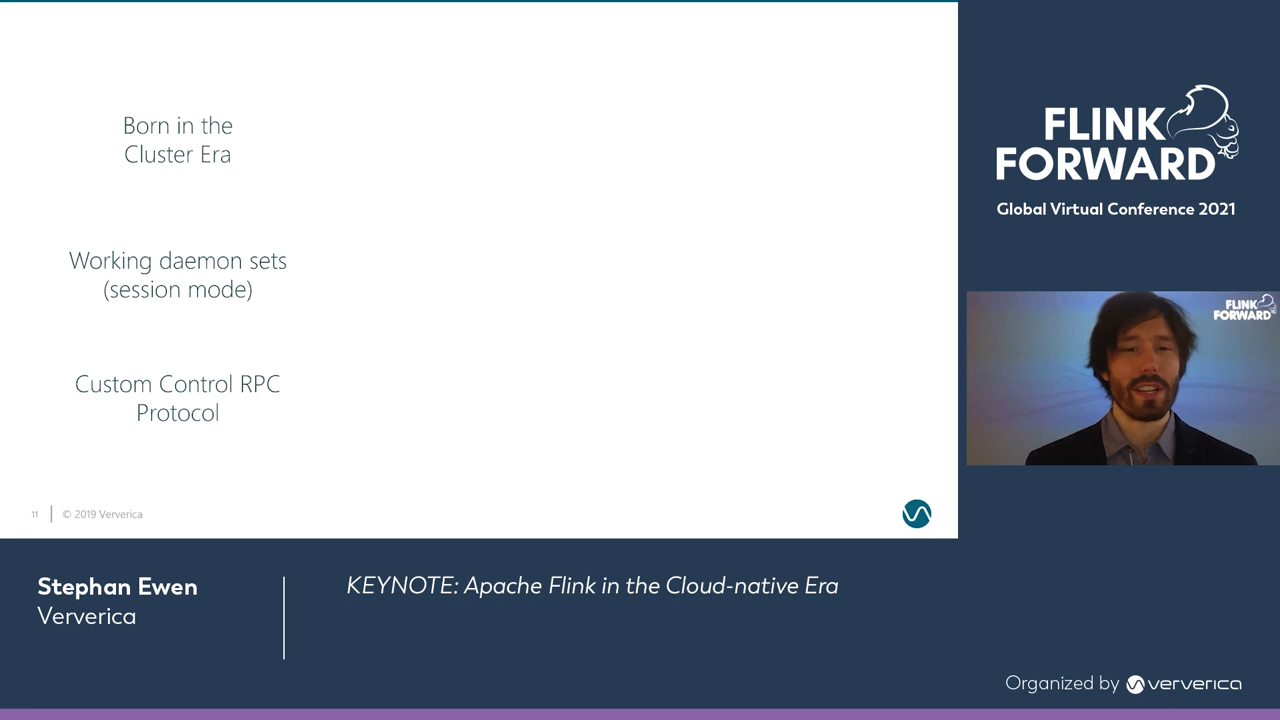 Born in the
Cluster Era
Working daemon sets
(session mode)
Custom Control RPC
Protocol
11 | © 2019 Ververica
FLINK
FORWARD
Global Virtual Conference 2021
FLINK
FORWARD
Stephan Ewen
Ververica
KEYNOTE: Apache Flink in the Cloud-native Era
Organized by ververica